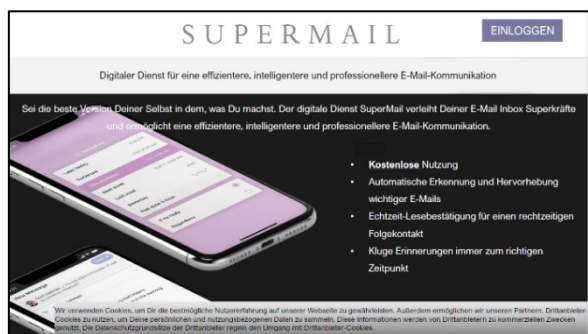 SUPERMAIL
EINLOGGEN
Digitaler Dienst für eine effizientere, intelligentere und professionellere E-Mail-Kommunikation
Sei die beste Version Deiner Selbst in dem, was Du machst. Der digitale Dienst SuperMail verleiht Deiner E-Mail Inbox Superkräfte
und ermöglicht eine effizientere, intelligentere und professionellere E-Mail-Kommunikation.
• Kostenlose Nutzung
• Automatische Erkennung und Hervorhebung
wichtiger E-Mails
• Echtzeit-Lesebestätigung für einen rechtzeitigen
Folgekontakt
• Kluge Erinnerungen immer zum richtigen
Zeitpunkt
Wir verwenden Cookies, um Dir die bestmögliche Nutzererfahrung auf unserer Webseite zu gewährleisten. Außerdem ermöglichen wir unseren Partnern, Drittanbieter
Cookies zu nutzen, um Deine persönlichen und nutzungsbezogenen Daten zu sammeln. Diese Informationen werden von Drittanbietern zu kommerziellen Zwecken
genutzt. Die Datenschutzgrundsätze der Drittanbieter regeln den Umgang mit Drittanbieter-Cookies.